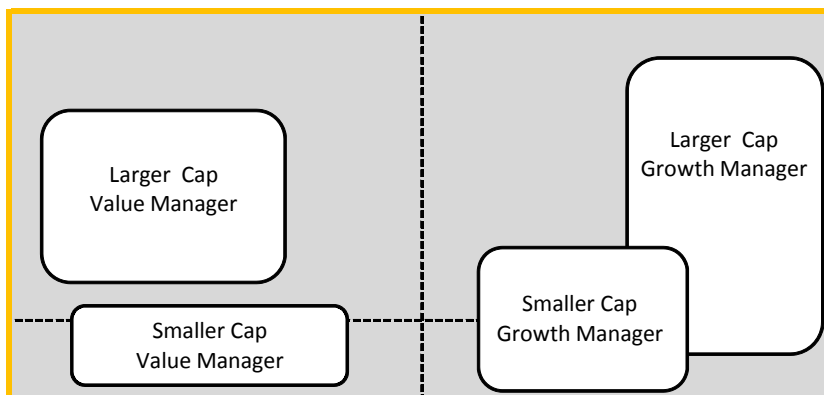 Larger Cap
Value Manager
Larger Cap
Growth Manager
Smaller Cap
Growth Manager
Smaller Cap
Value Manager